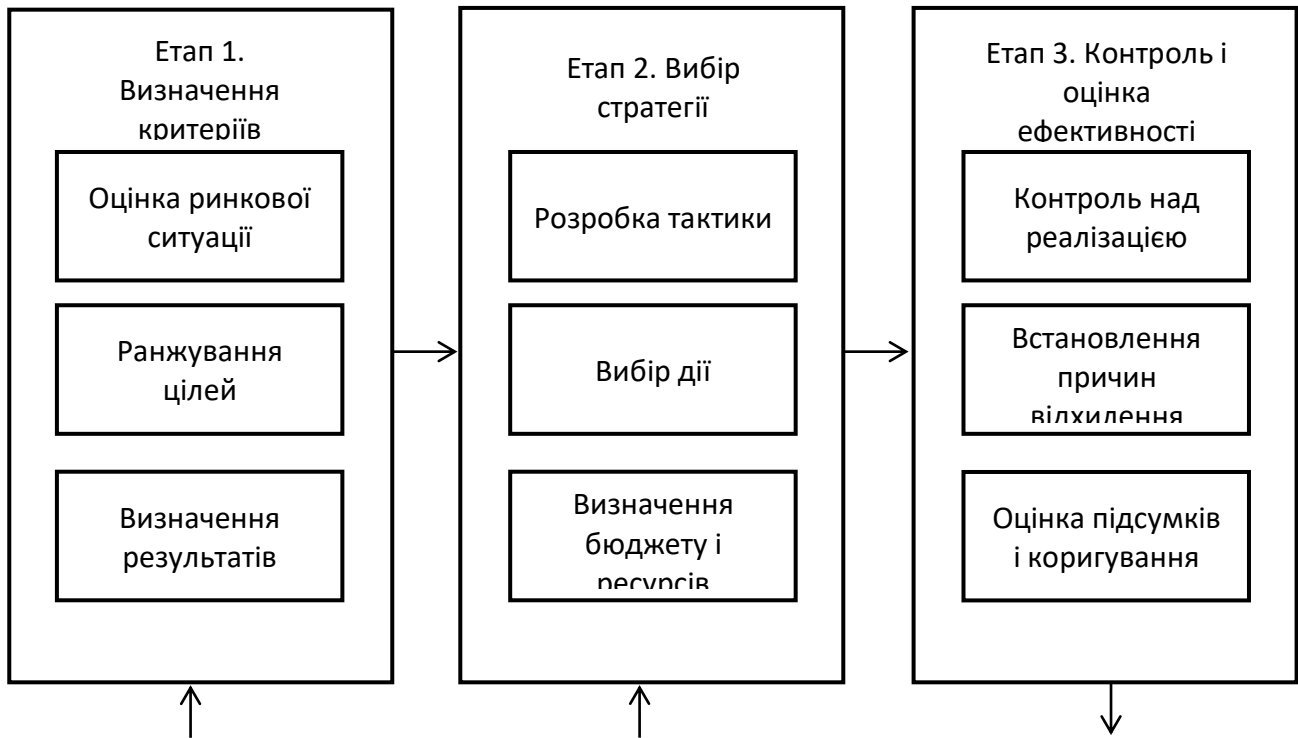 Етап 1.
Визначення
критеріїв
Оцінка ринкової
ситуації
Ранжування
цілей
Визначення
результатів
Етап 2. Вибір
стратегії
Розробка тактики
Вибір дії
Визначення
бюджету і
ресурсів
Етап 3. Контроль і
оцінка
ефективності
Контроль над
реалізацією
Встановлення
причин
відхилення
Оцінка підсумків
і коригування